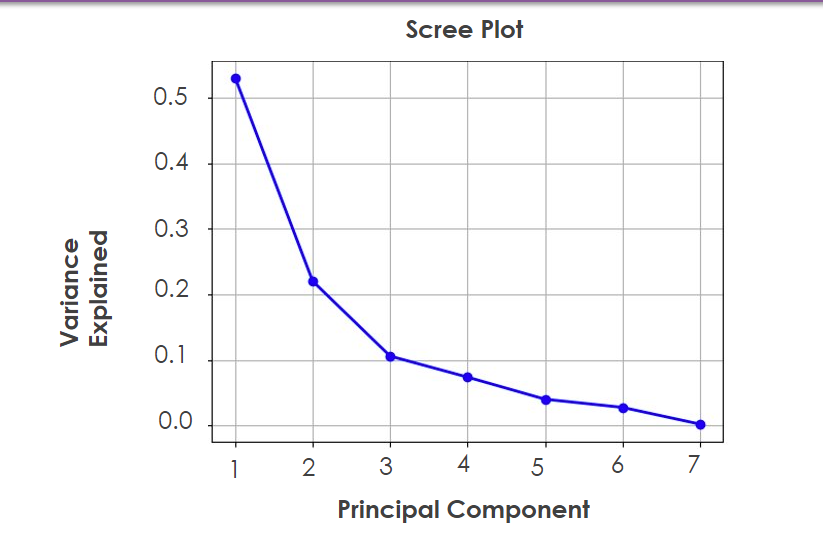 Scree Plot
0.5
0.4
0.3
0.2
0.1
0.0
Variance
Explained
1 2 3 4 5 6 7
Principal Component